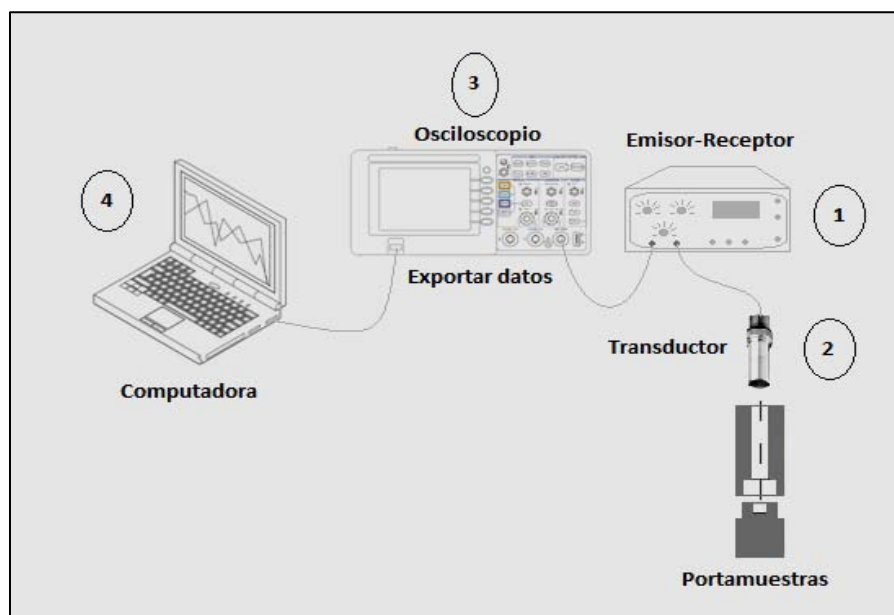 3
Osciloscopio
Emisor-Receptor
4
1
Exportar datos
Transductor
2
Computadora
Portamuestras